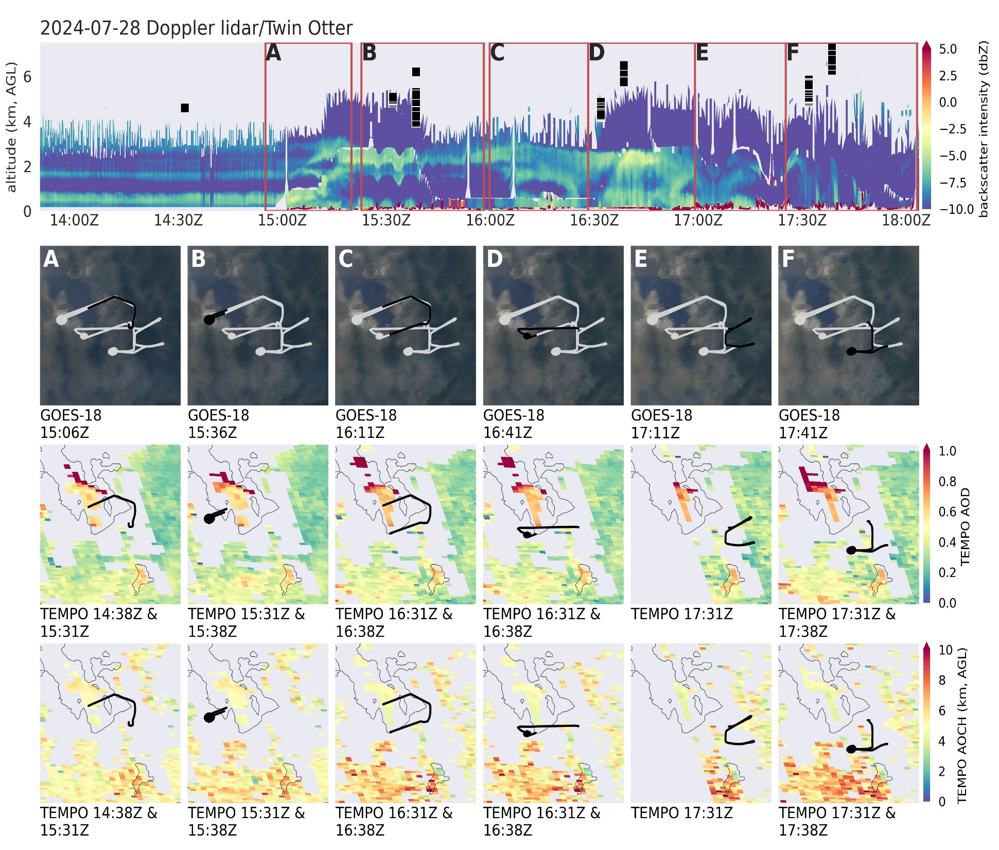 2024-07-28 Doppler lidar/Twin Otter
A B C D E F
altitude (km, AGL)
6
4
2
0
14:00Z 14:30Z 15:00Z 15:30Z 16:00Z 16:30Z 17:00Z 17:30Z 18:00Z
5.0
2.5
0.0
−2.5
−5.0
−7.5
−10.0
backscatter intensity (dbZ)
A B C D E F
GOES-18 GOES-18 GOES-18 GOES-18 GOES-18 GOES-18
15:06Z 15:36Z 16:11Z 16:41Z 17:11Z 17:41Z
1.0
0.8
0.6
0.4
0.2
0.0
TEMPO AOD
TEMPO 14:38Z & TEMPO 15:31Z & TEMPO 16:31Z & TEMPO 16:31Z & TEMPO 17:31Z TEMPO 17:31Z &
15:31Z 15:38Z 16:38Z 16:38Z 17:38Z
10
8
6
4
2
0
TEMPO AOCH (km, AGL)
TEMPO 14:38Z & TEMPO 15:31Z & TEMPO 16:31Z & TEMPO 16:31Z & TEMPO 17:31Z TEMPO 17:31Z &
15:31Z 15:38Z 16:38Z 16:38Z 17:38Z